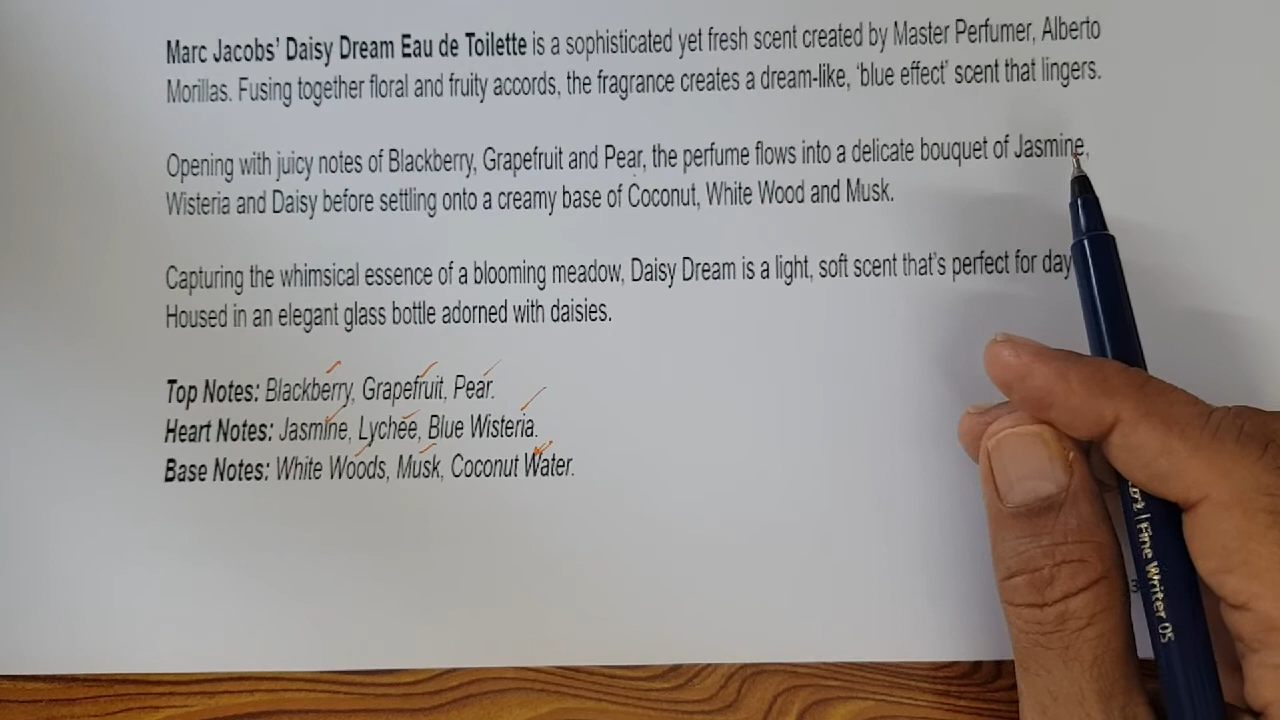 Marc Jacobs' Daisy Dream Eau de Toilette is a sophisticated yet fresh scent created by Master Perfumer, Alberto
Morillas. Fusing together floral and fruity accords, the fragrance creates a dream-like, 'blue effect' scent that lingers.
Opening with juicy notes of Blackberry, Grapefruit and Pear, the perfume flows into a delicate bouquet of Jasmine,
Wisteria and Daisy before settling onto a creamy base of Coconut, White Wood and Musk.
Capturing the whimsical essence of a blooming meadow, Daisy Dream is a light, soft scent that's perfect for day
Housed in an elegant glass bottle adorned with daisies.
Top Notes: Blackberry, Grapefruit, Pear.
Heart Notes: Jasmine, Lychee, Blue Wisteria.
Base Notes: White Woods, Musk, Coconut Water.
Fine Writer 05